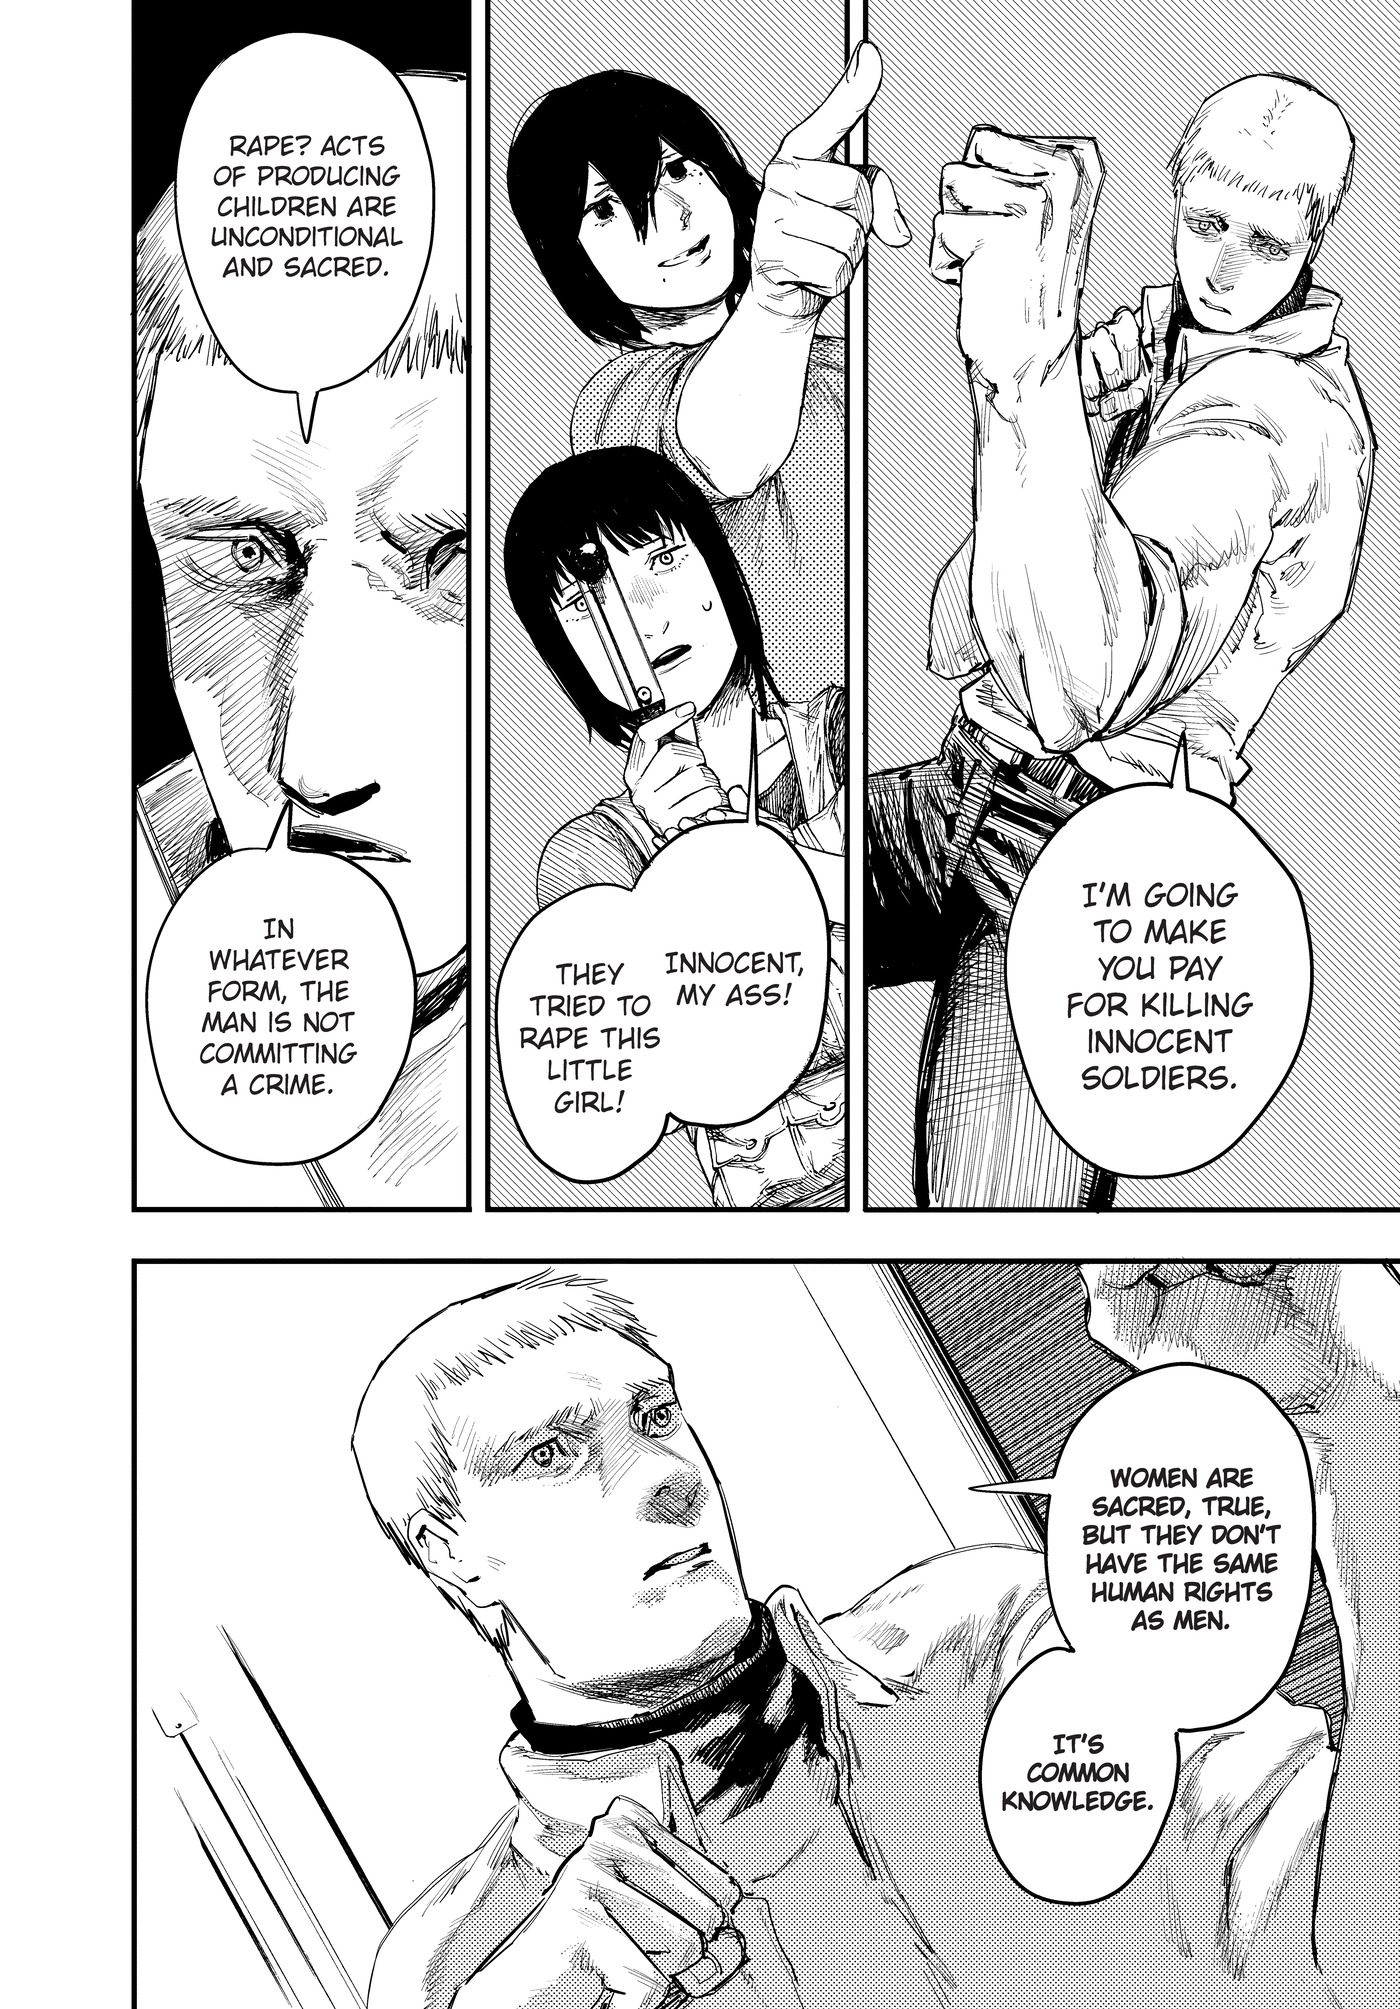 I'M GOING
TO MAKE
YOU PAY
FOR KILLING
INNOCENT
SOLDIERS.
INNOCENT,
MY ASS!
THEY
TRIED TO
RAPE THIS
LITTLE
GIRL!
RAPE? ACTS
OF PRODUCING
CHILDREN ARE
UNCONDITIONAL
AND SACRED.
IN
WHATEVER
FORM, THE
MAN IS NOT
COMMITTING
A CRIME.
WOMEN ARE
SACRED, TRUE,
BUT THEY DON'T
HAVE THE SAME
HUMAN RIGHTS
AS MEN.
IT'S
COMMON
KNOWLEDGE.